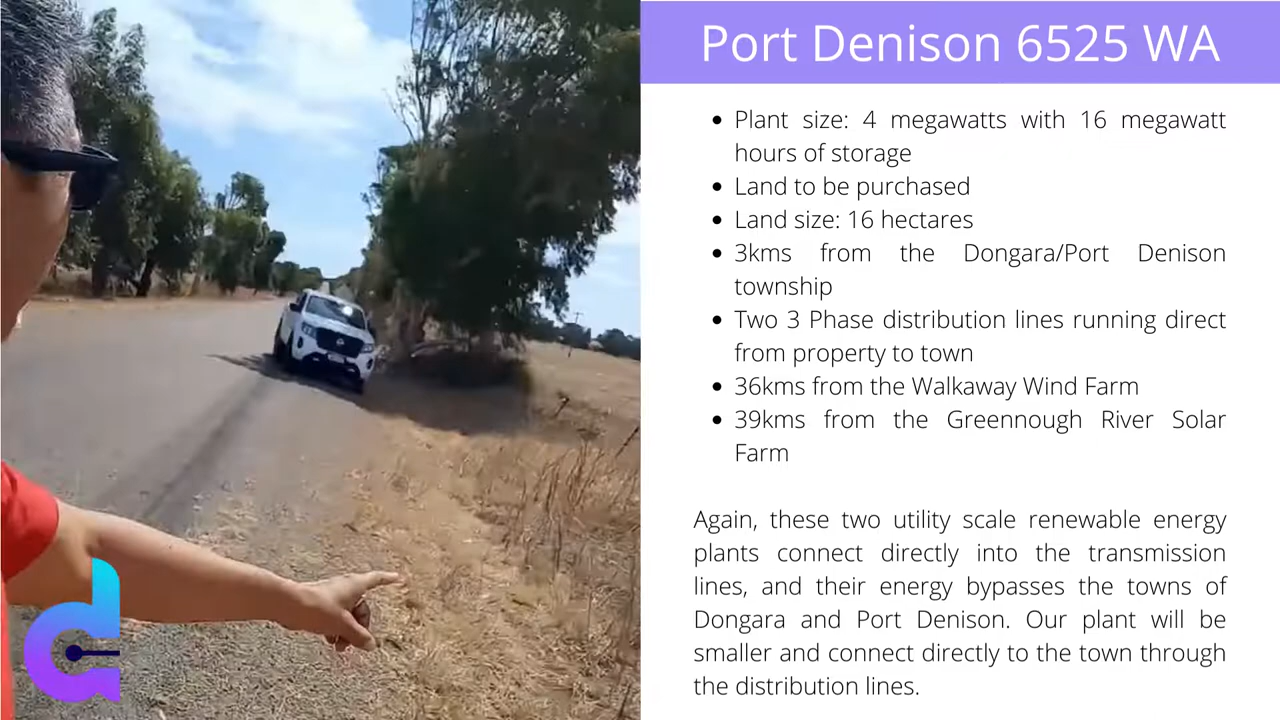 Port Denison 6525 WA
• Plant size: 4 megawatts with 16 megawatt
hours of storage
• Land to be purchased
• Land size: 16 hectares
• 3kms from the Dongara/Port Denison
township
• Two 3 Phase distribution lines running direct
from property to town
• 36kms from the Walkaway Wind Farm
• 39kms from the Greennough River Solar
Farm
Again, these two utility scale renewable energy
plants connect directly into the transmission
lines, and their energy bypasses the towns of
Dongara and Port Denison. Our plant will be
smaller and connect directly to the town through
the distribution lines.